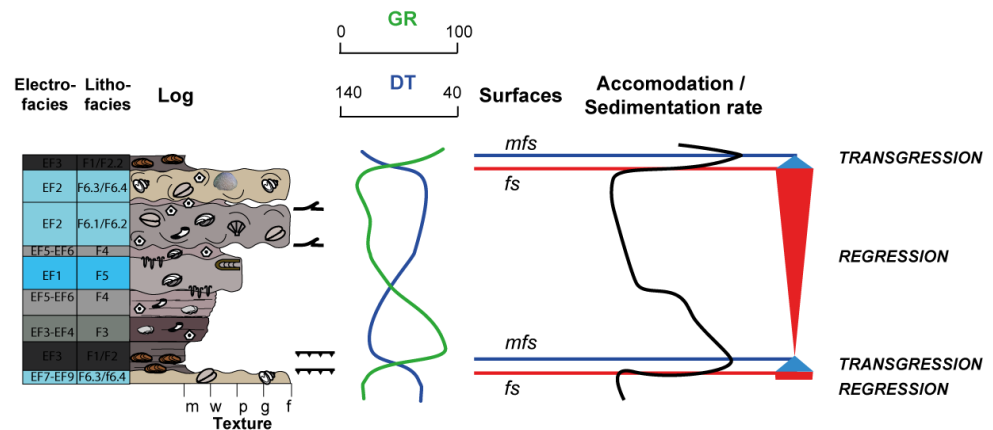 GR
0 100
Electro-
facies
Litho-
facies
Log
DT
140 40
Surfaces
Accomodation /
Sedimentation rate
mfs
fs
TRANSGRESSION
EF3 F1/F2.2
EF2 F6.3/F6.4
EF2 F6.1/F6.2
EF5-EF6 F4
REGRESSION
EF1 F5
EF5-EF6 F4
EF3-EF4 F3
EF3 F1/F2
EF7-EF9 F6.3/f6.4
mfs
fs
TRANSGRESSION
REGRESSION
m w p g f
Texture